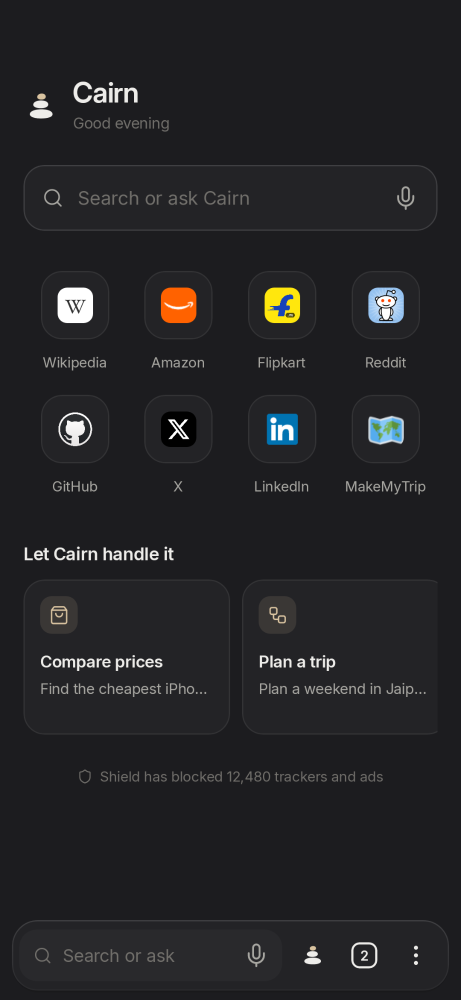 Cairn
Good evening
Search or ask Cairn
W
Wikipedia
Amazon
Flipkart
Reddit
in
GitHub
X
LinkedIn
MakeMyTrip
Let Cairn handle it
Compare prices
Find the cheapest iPho...
Plan a trip
Plan a weekend in Jaip...
Shield has blocked 12,480 trackers and ads
Search or ask
2